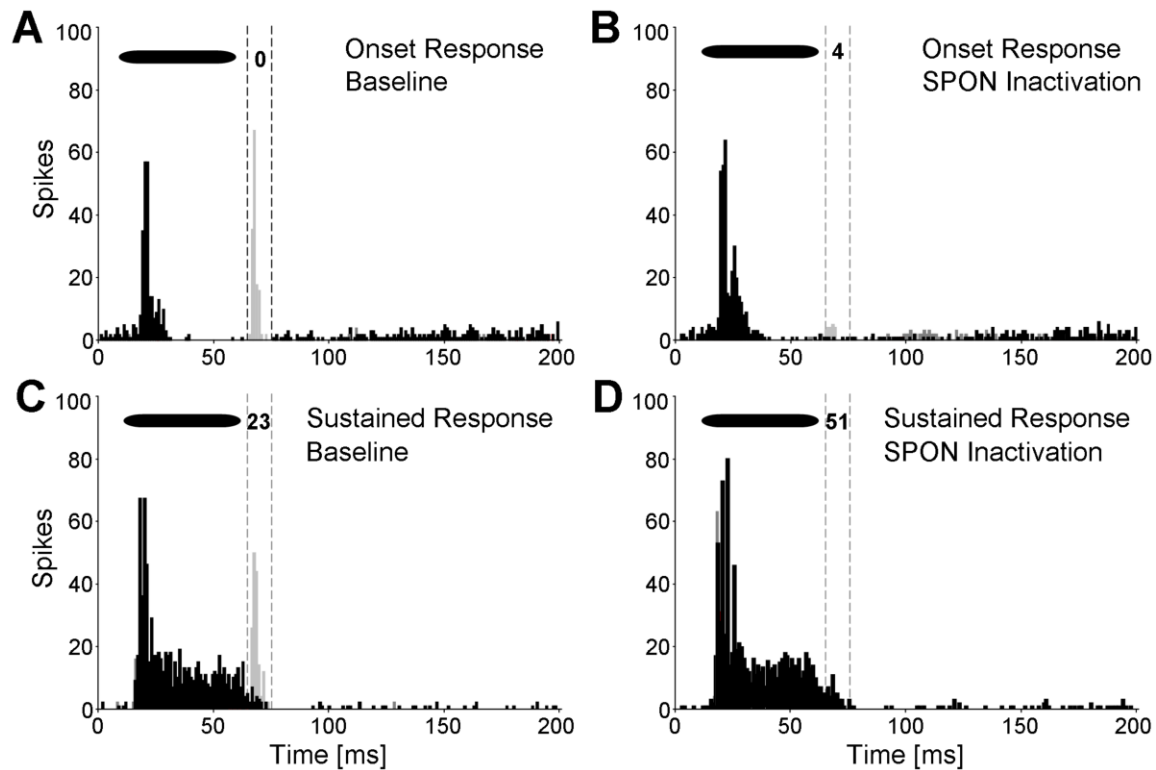 A
100
80
60
40
20
0
Spikes
0
Onset Response
Baseline
0 50 100 150 200
B
100
80
60
40
20
0
4
Onset Response
SPON Inactivation
0 50 100 150 200
C
100
80
60
40
20
0
Spikes
23
Sustained Response
Baseline
0 50 100 150 200
Time [ms]
D
100
80
60
40
20
0
51
Sustained Response
SPON Inactivation
0 50 100 150 200
Time [ms]